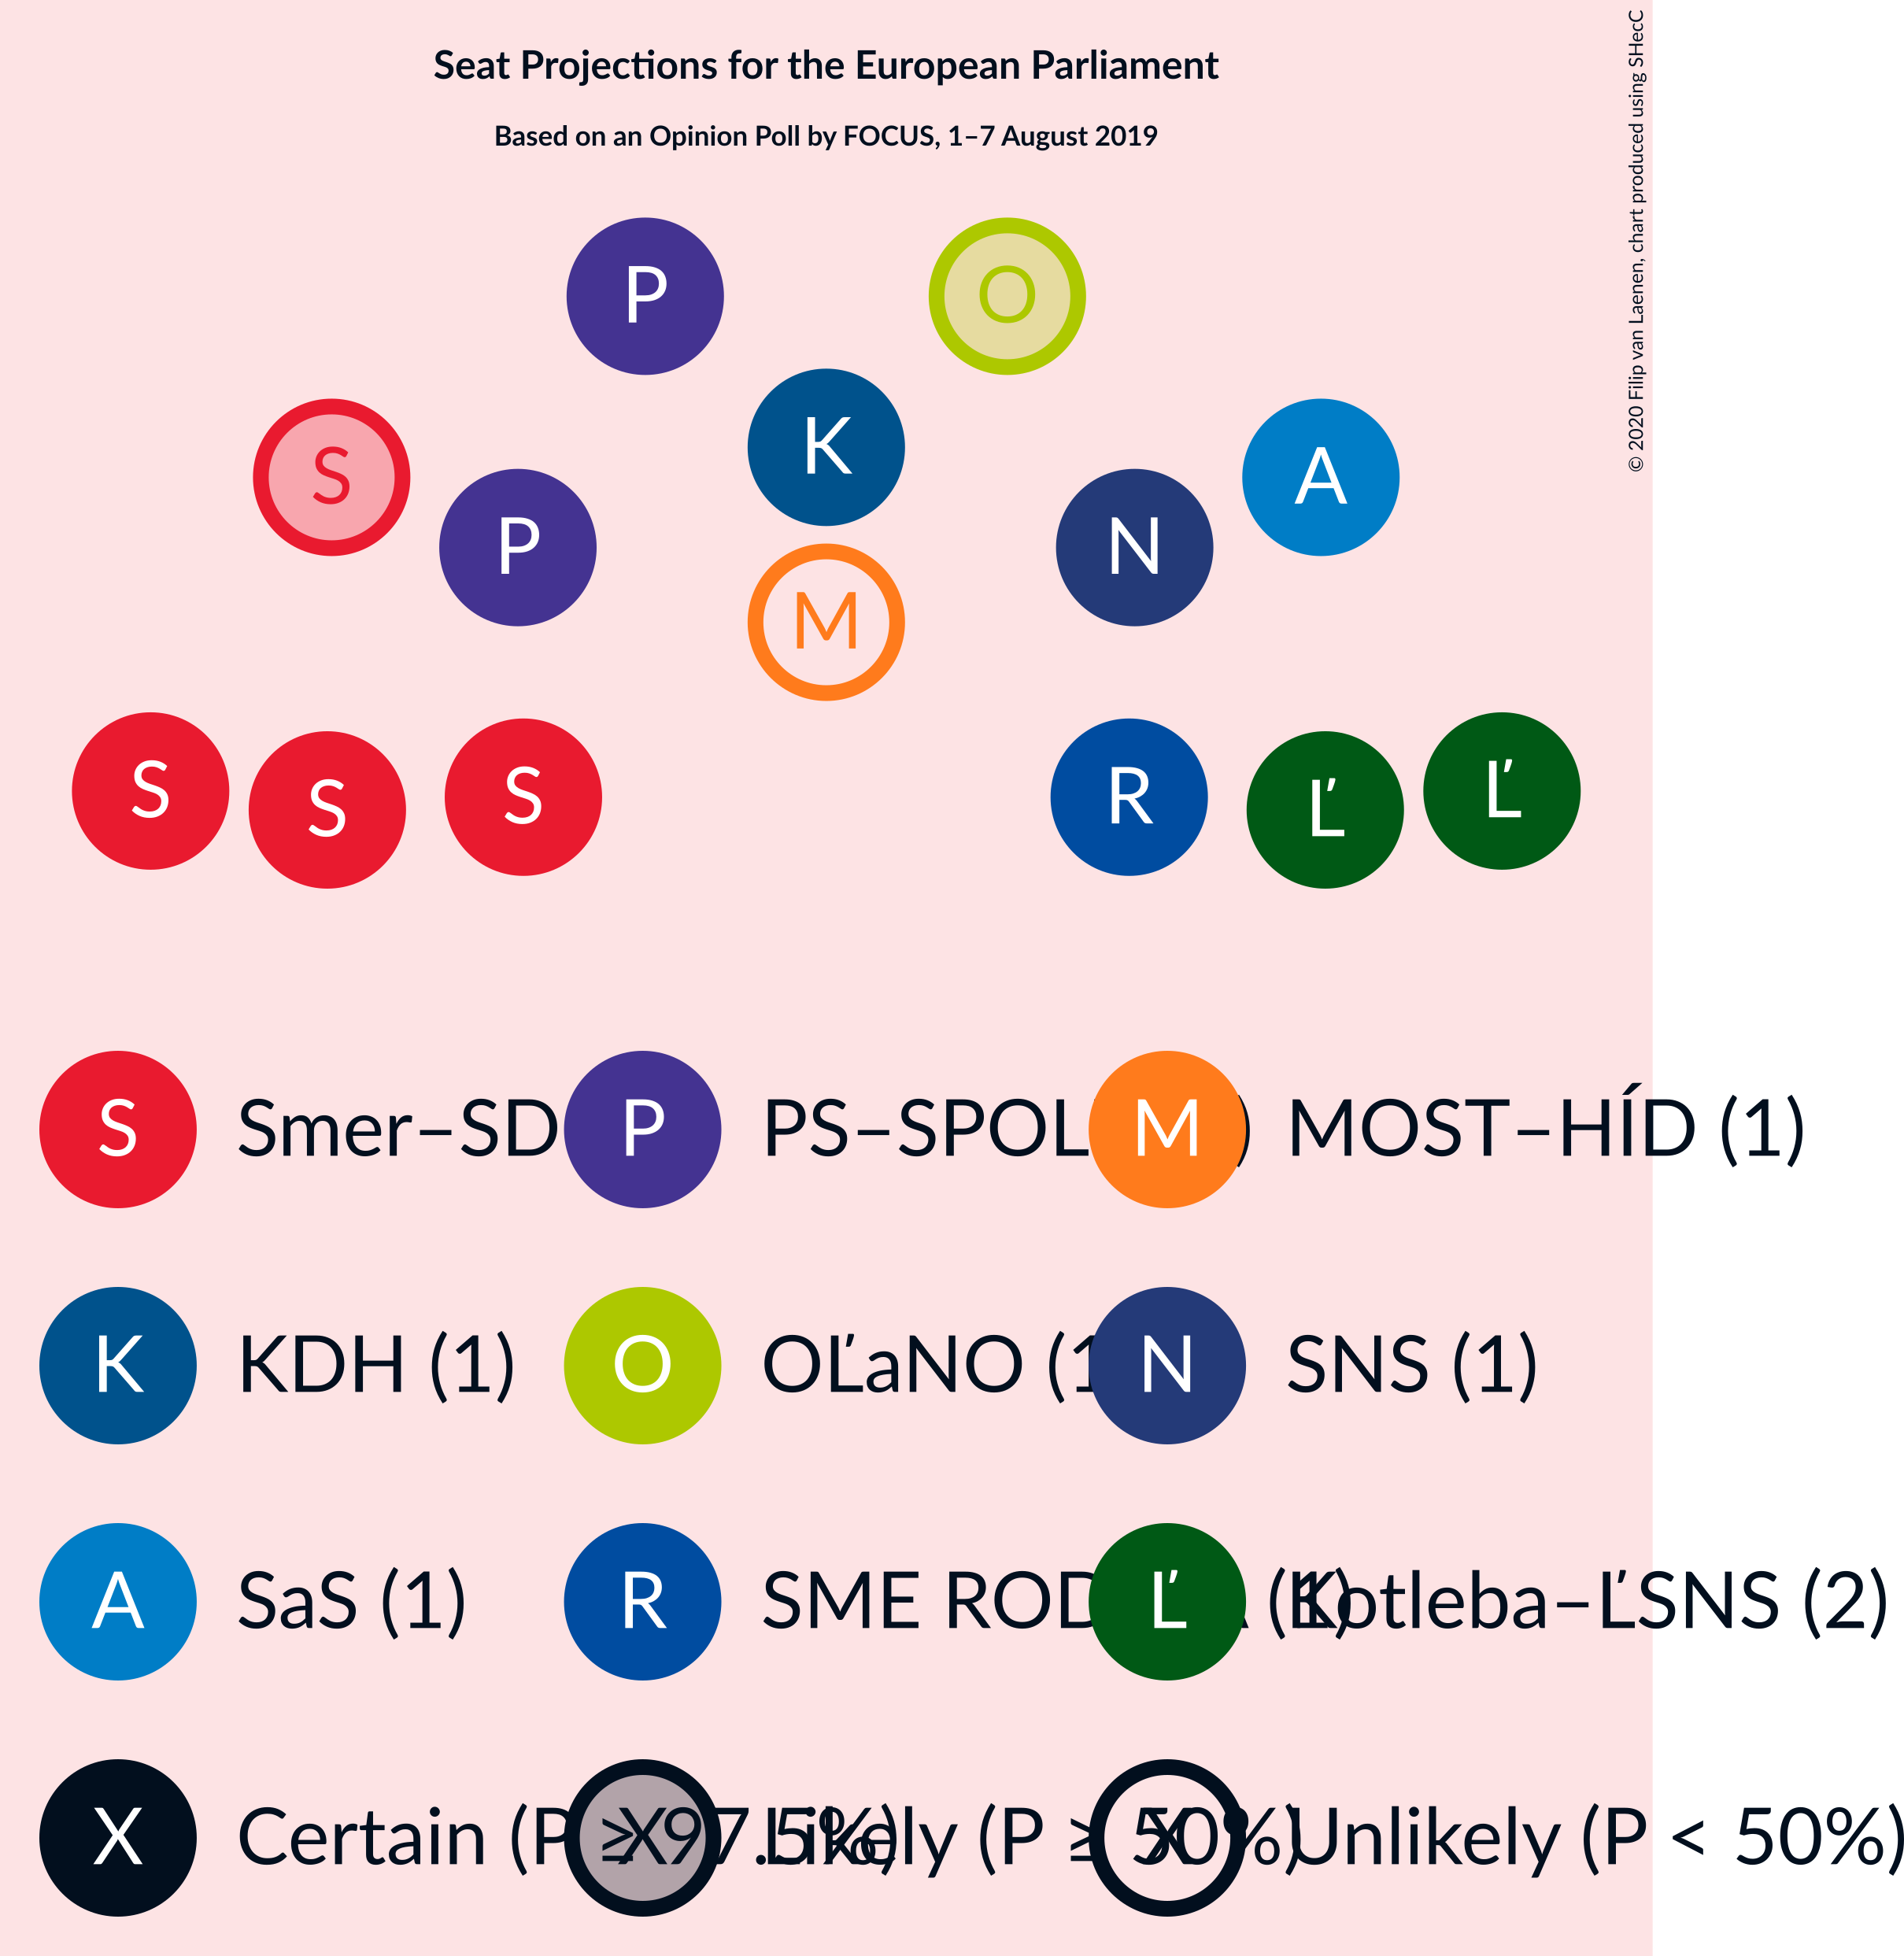 Seat Projections for the European Parliament
Based on an Opinion Poll by FOCUS, 1–7 August 2019
© 2020 Filip van Laenen, chart produced using SHecC
P O
K
S A
P N
M
S S
S R
S Ľ Ľ
S Smer–SD P PS–SPOL M MOST–HÍD (1)
K KDH (1) O OĽaNO (1 N SNS (1)
A SaS (1) R SME ROD Ľ Kotleba–ĽSNS (2)
X Certain (P ≥ 97.5%) X Likely (P ≥ 50%) X Unlikely (P < 50%)